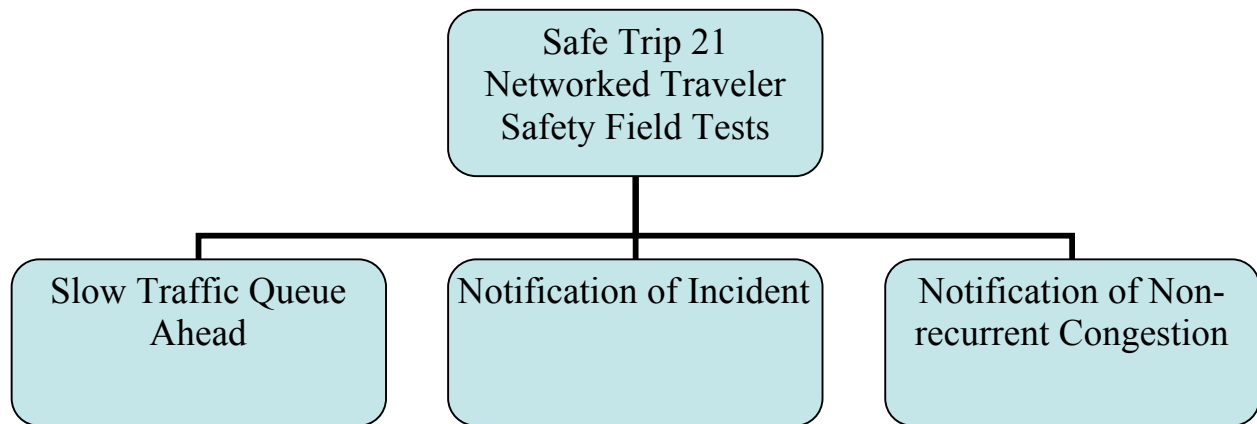 Safe Trip 21
Networked Traveler
Safety Field Tests
Slow Traffic Queue
Ahead
Notification of Incident
Notification of Non-
recurrent Congestion